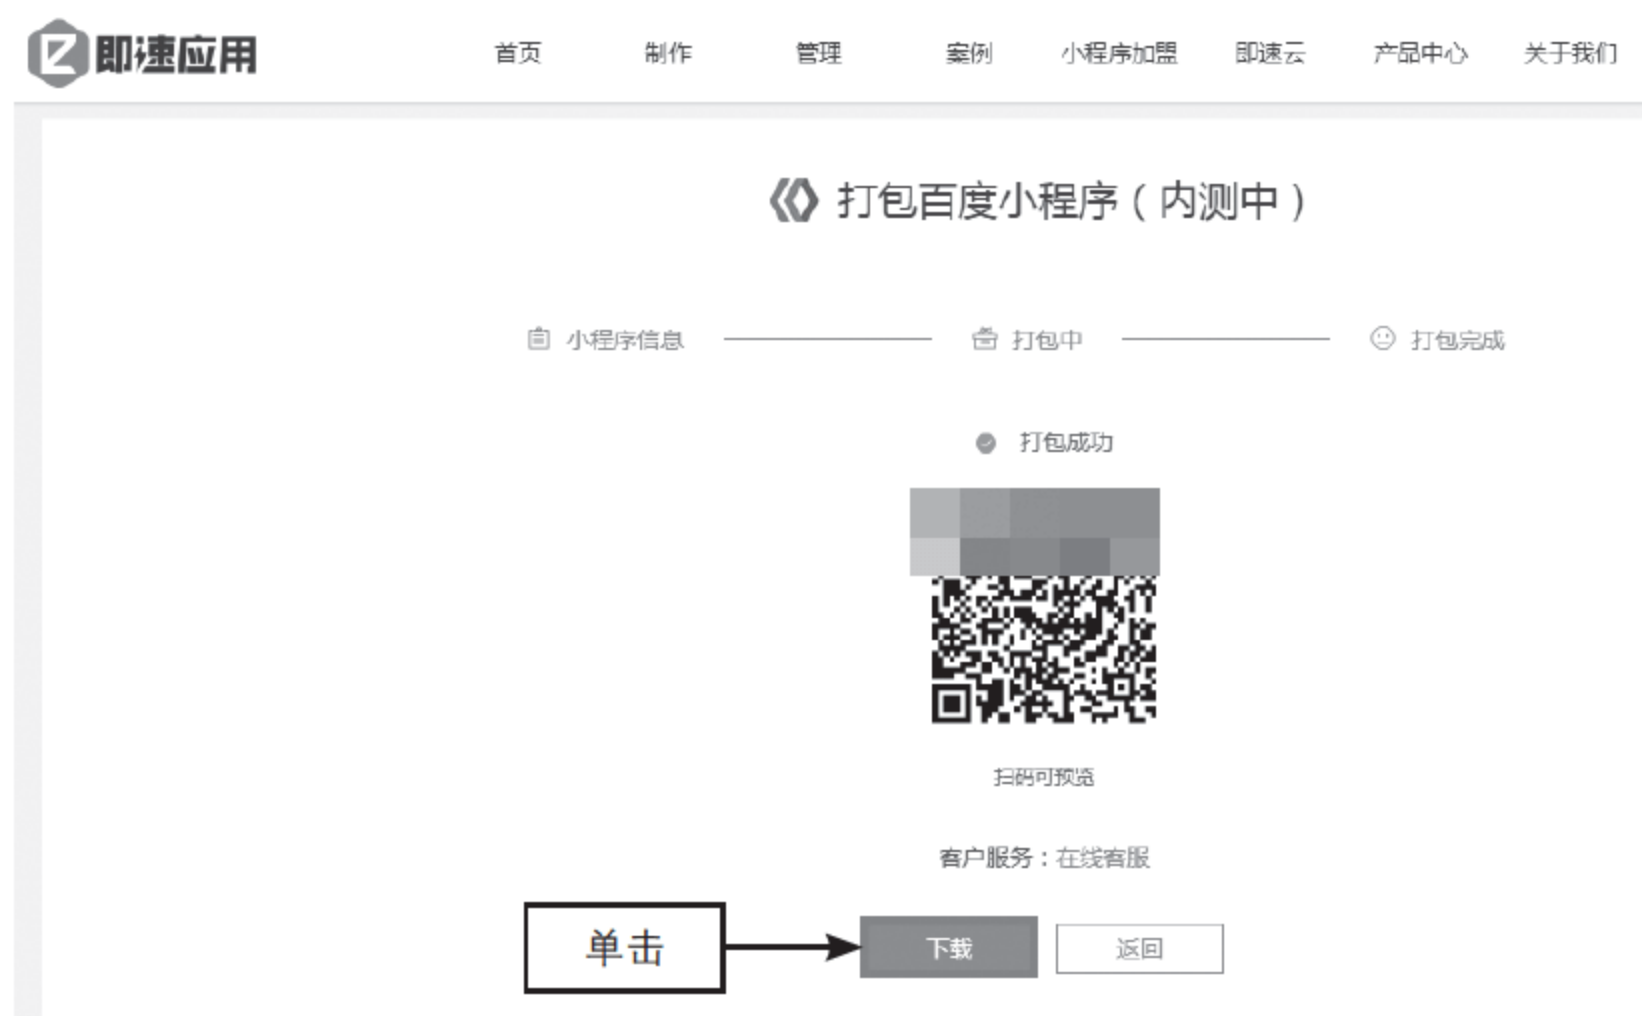 即速应用 首页 制作 管理 案例 小程序加盟 即速云 产品中心 关于我们
打包百度小程序（内测中）
小程序信息 打包中 打包完成
打包成功
扫码可预览
客户服务：在线客服
单击 下载 返回